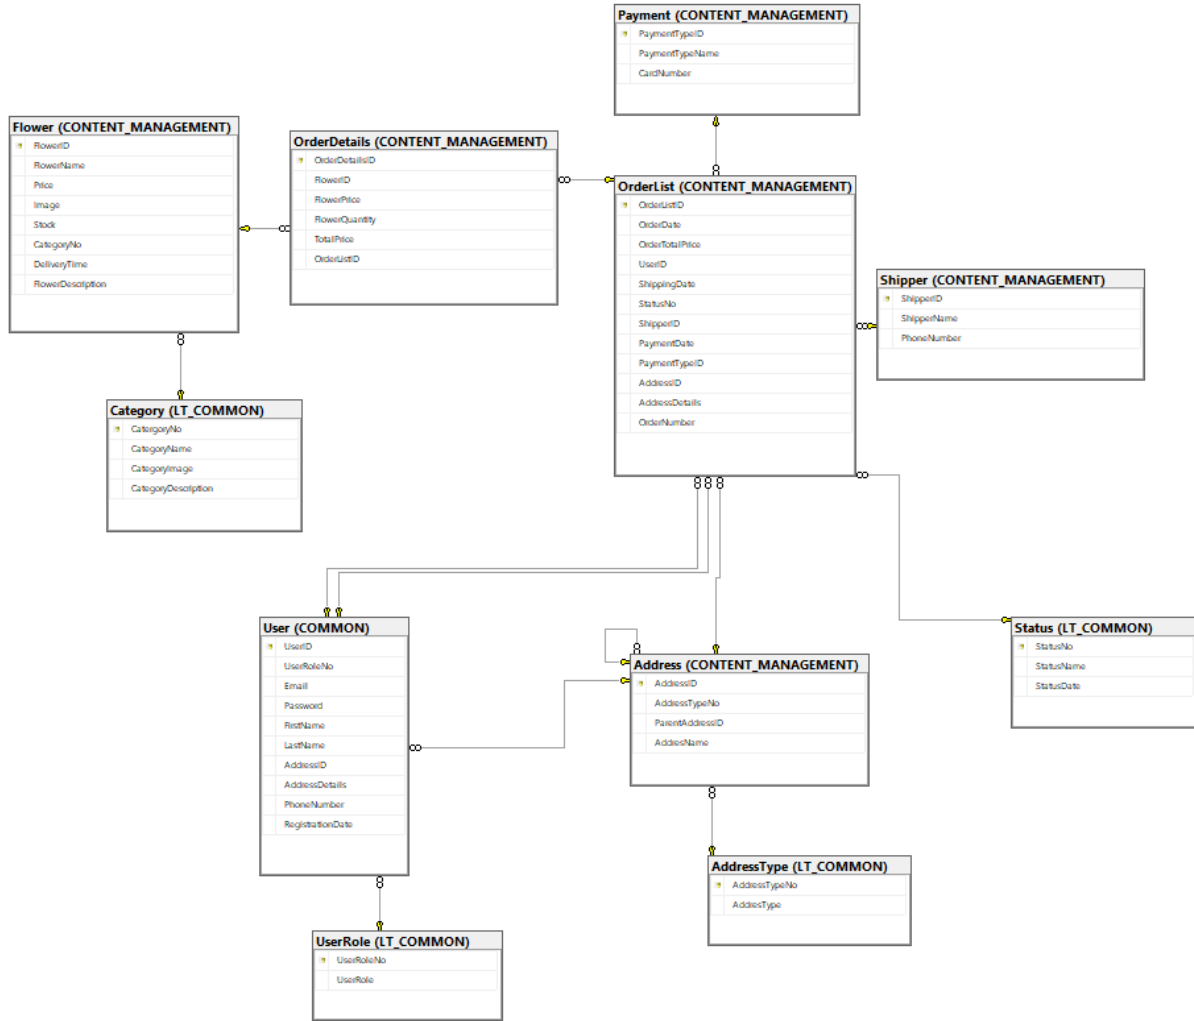 Payment (CONTENT_MANAGEMENT)
PaymentTypeID
PaymentTypeName
CardNumber
Flower (CONTENT_MANAGEMENT)
FlowerID
FlowerName
Price
Image
Stock
CategoryNo
DeliveryTime
FlowerDescription
OrderDetails (CONTENT_MANAGEMENT)
OrderDetailsID
FlowerID
FlowerPrice
FlowerQuantity
TotalPrice
OrderListID
OrderList (CONTENT_MANAGEMENT)
OrderListID
OrderDate
OrderTotalPrice
UserID
ShippingDate
StatusNo
ShipperID
PaymentDate
PaymentTypeID
AddressID
AddressDetails
OrderNumber
Shipper (CONTENT_MANAGEMENT)
ShipperID
ShipperName
PhoneNumber
Category (LT_COMMON)
CatergoryNo
CategoryName
CategoryImage
CategoryDescription
User (COMMON)
UserID
UserRoleNo
Email
Password
FirstName
LastName
AddressID
AddressDetails
PhoneNumber
RegistrationDate
Address (CONTENT_MANAGEMENT)
AddressID
AddressTypeNo
ParentAddressID
AddresName
Status (LT_COMMON)
StatusNo
StatusName
StatusDate
AddressType (LT_COMMON)
AddressTypeNo
AddresType
UserRole (LT_COMMON)
UserRoleNo
UserRole